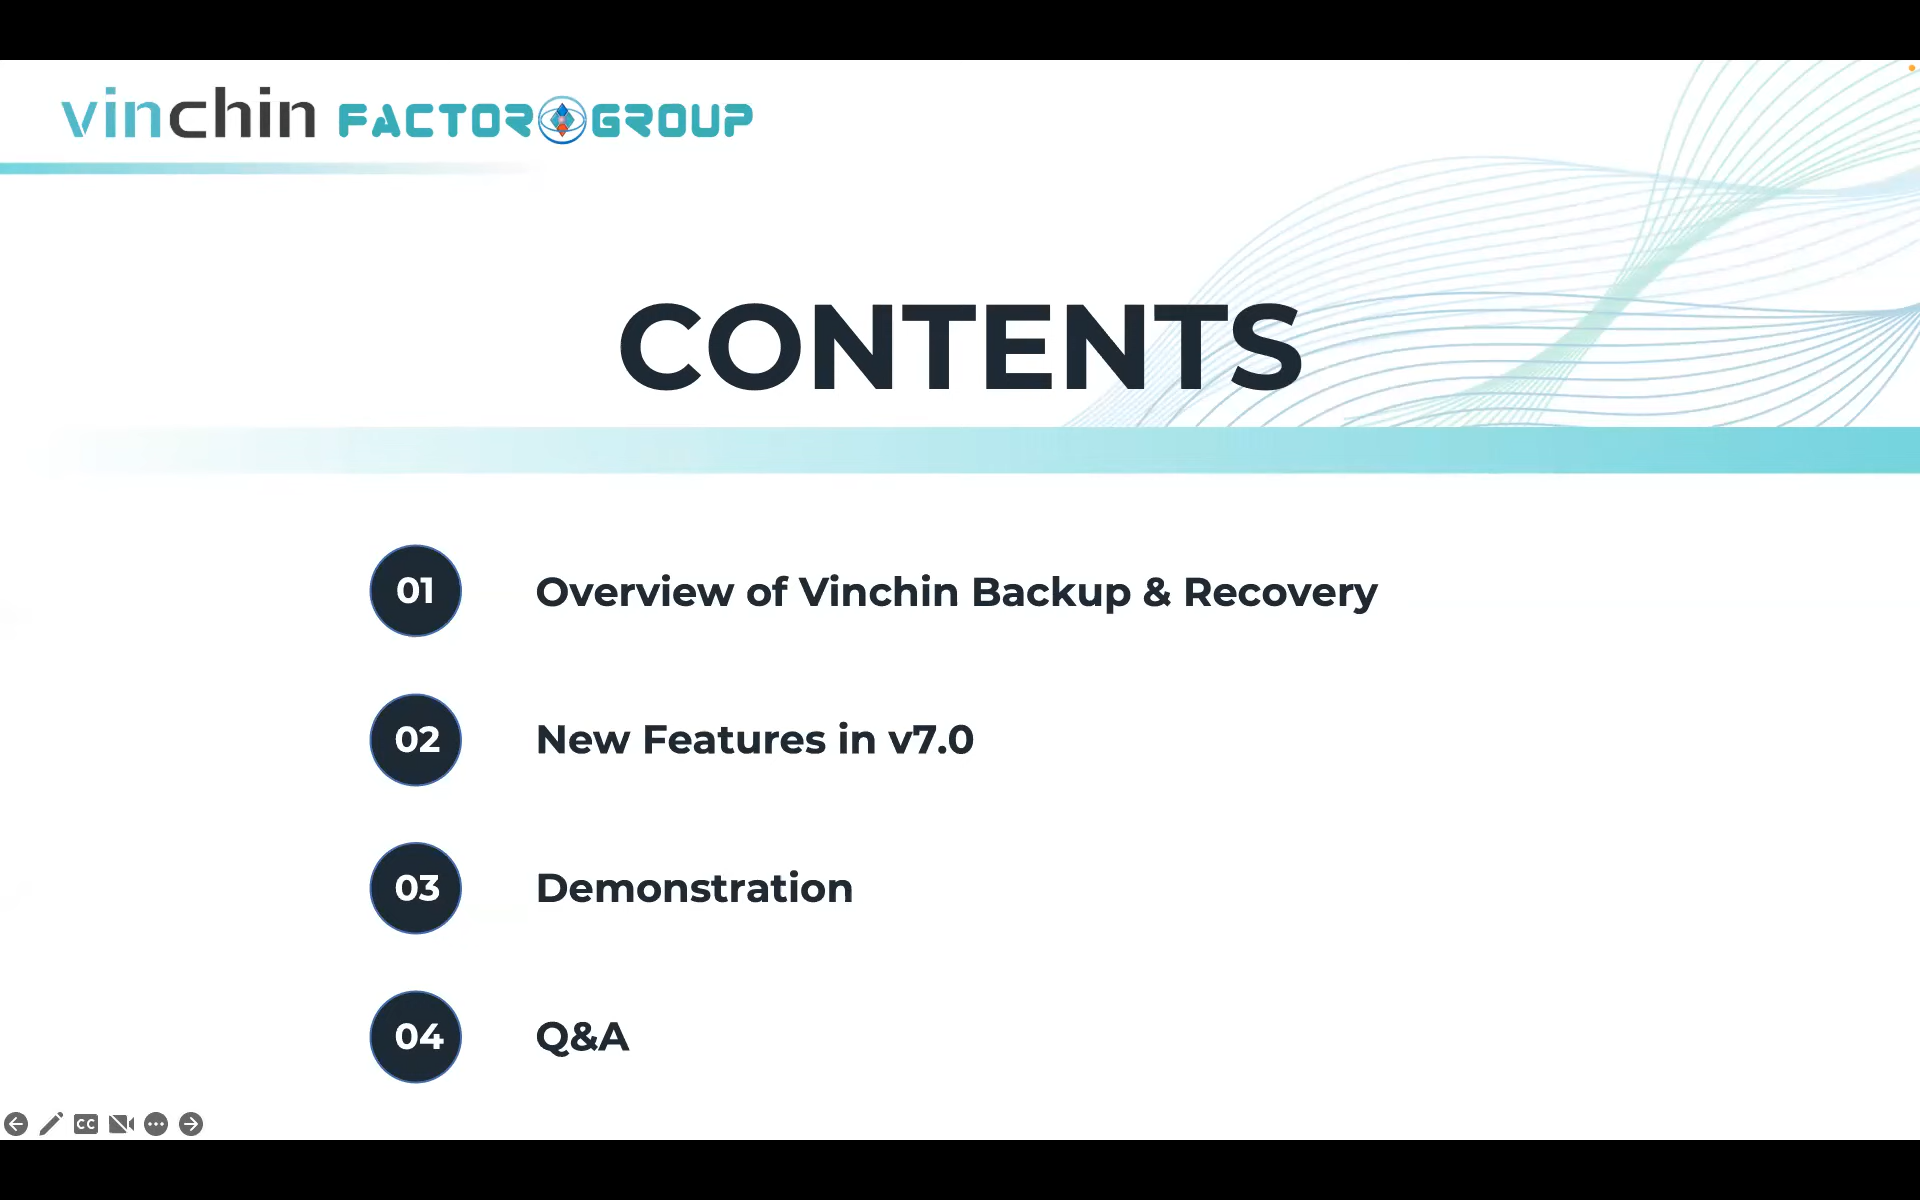 vinchin FACTOR GROUP
CONTENTS
01 Overview of Vinchin Backup & Recovery
02 New Features in v7.0
03 Demonstration
04 Q&A
CC